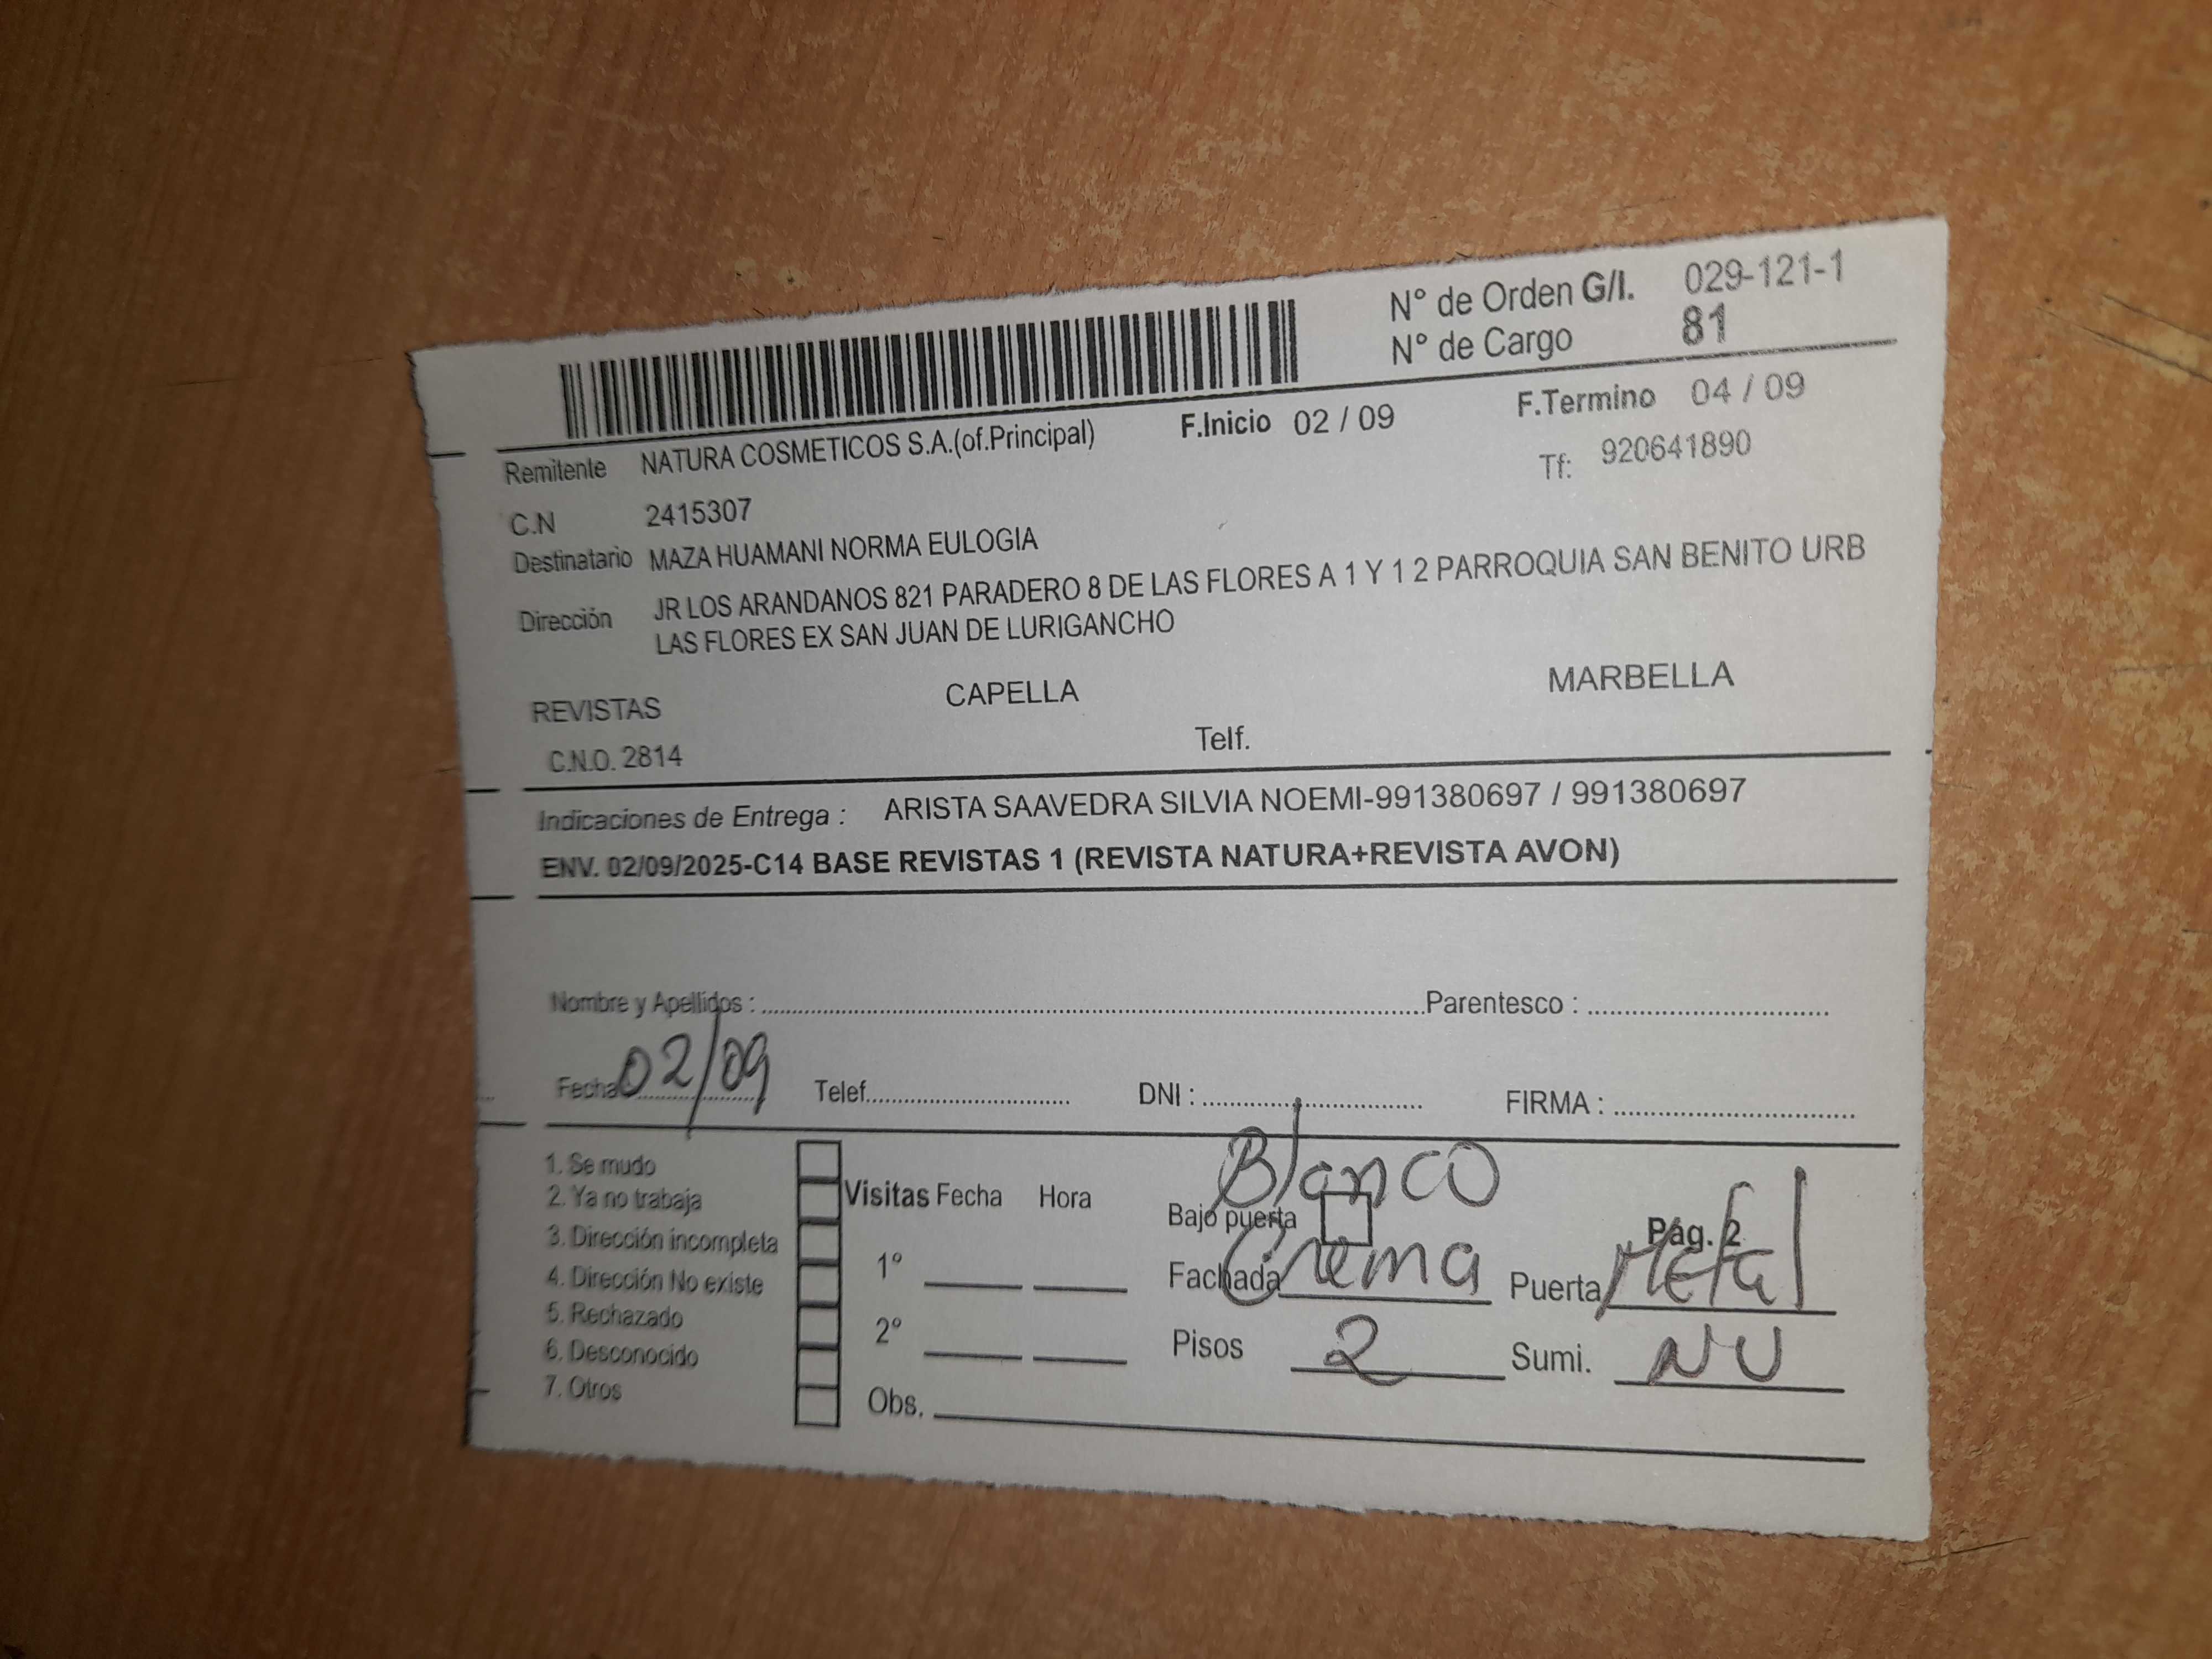 N° de Orden G/I. 029-121-1
N° de Cargo 81
F.Inicio 02 / 09 F.Termino 04 / 09
Remitente NATURA COSMETICOS S.A.(of.Principal) Tf: 920641890
C.N 2415307
Destinatario MAZA HUAMANI NORMA EULOGIA
Dirección JR LOS ARANDANOS 821 PARADERO 8 DE LAS FLORES A 1 Y 1 2 PARROQUIA SAN BENITO URB
LAS FLORES EX SAN JUAN DE LURIGANCHO
REVISTAS CAPELLA MARBELLA
C.N.O. 2814 Telf.
Indicaciones de Entrega : ARISTA SAAVEDRA SILVIA NOEMI-991380697 / 991380697
ENV. 02/09/2025-C14 BASE REVISTAS 1 (REVISTA NATURA+REVISTA AVON)
Nombre y Apellidos : Parentesco :
Fecha 02/09 Telef. DNI : FIRMA :
1. Se mudo
2. Ya no trabaja
3. Dirección incompleta
4. Dirección No existe
5. Rechazado
6. Desconocido
7. Otros
Visitas Fecha Hora
1°
2°
Obs.
Blanco
Bajo puerta Pág. 2
Fachada Crema Puerta Metal
Pisos 2 Sumi. NU